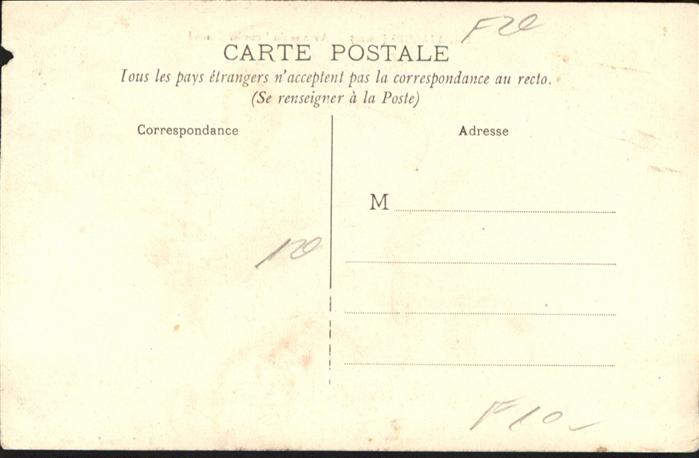 F20
CARTE POSTALE
Tous les pays étrangers n'acceptent pas la correspondance au recto.
(Se renseigner à la Poste)
Correspondance
Adresse
M
120
F10-